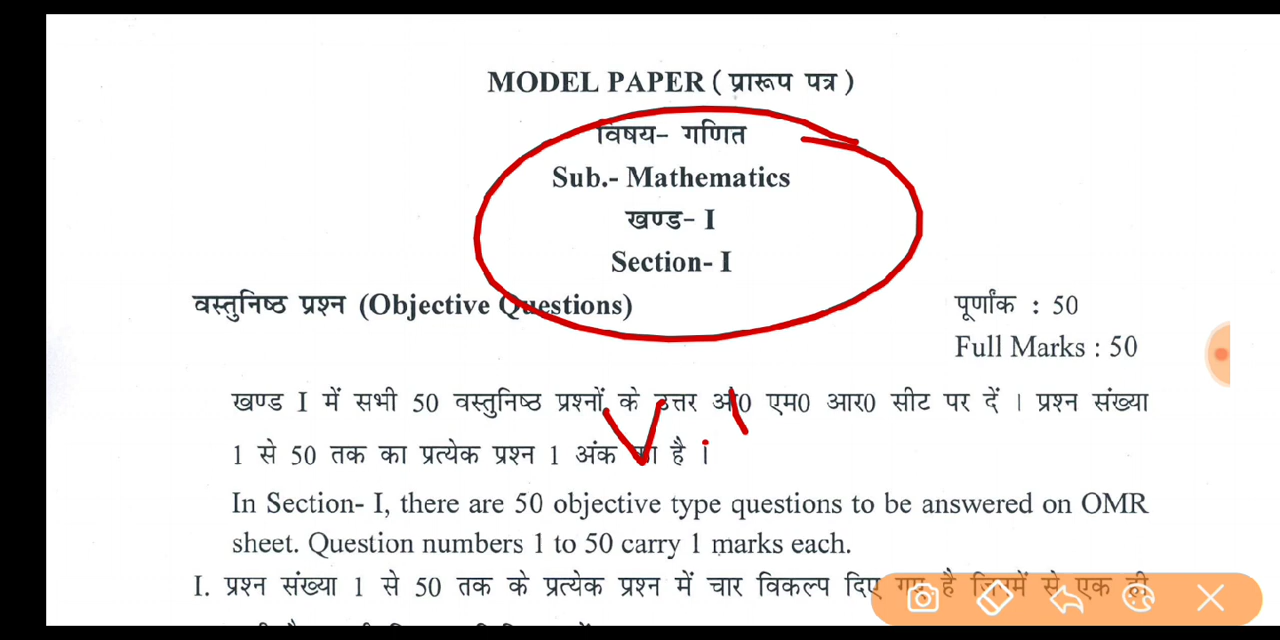 MODEL PAPER ( प्रारूप पत्र )
विषय- गणित
Sub.- Mathematics
खण्ड- I
Section- I
वस्तुनिष्ठ प्रश्न (Objective Questions)
पूर्णांक : 50
Full Marks : 50
खण्ड I में सभी 50 वस्तुनिष्ठ प्रश्नों के उत्तर ओ0 एम0 आर0 सीट पर दें । प्रश्न संख्या
1 से 50 तक का प्रत्येक प्रश्न 1 अंक का है ।
In Section- I, there are 50 objective type questions to be answered on OMR
sheet. Question numbers 1 to 50 carry 1 marks each.
I. प्रश्न संख्या 1 से 50 तक के प्रत्येक प्रश्न में चार विकल्प दिए गए है जिनमें से एक ही